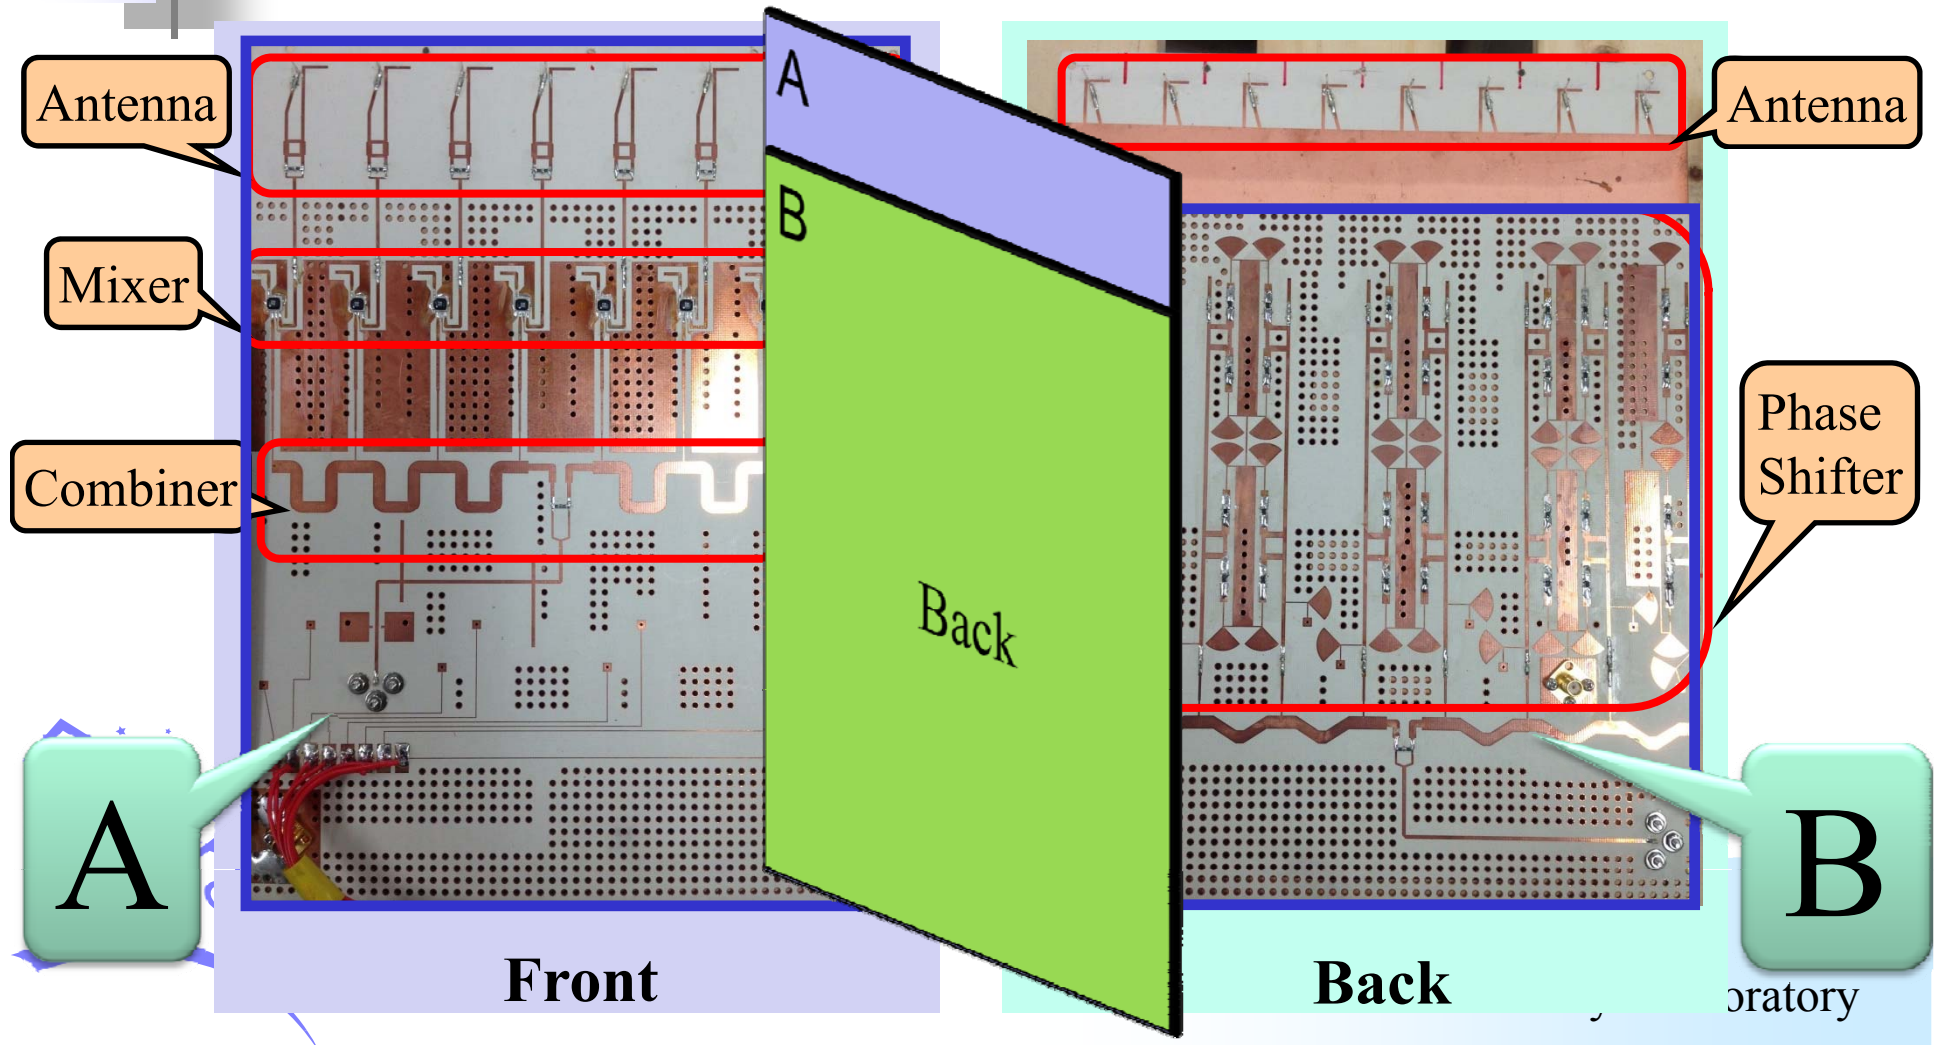 Antenna
Mixer
Combiner
A
Front
A
B
Back
Antenna
Phase
Shifter
B
Back
oratory